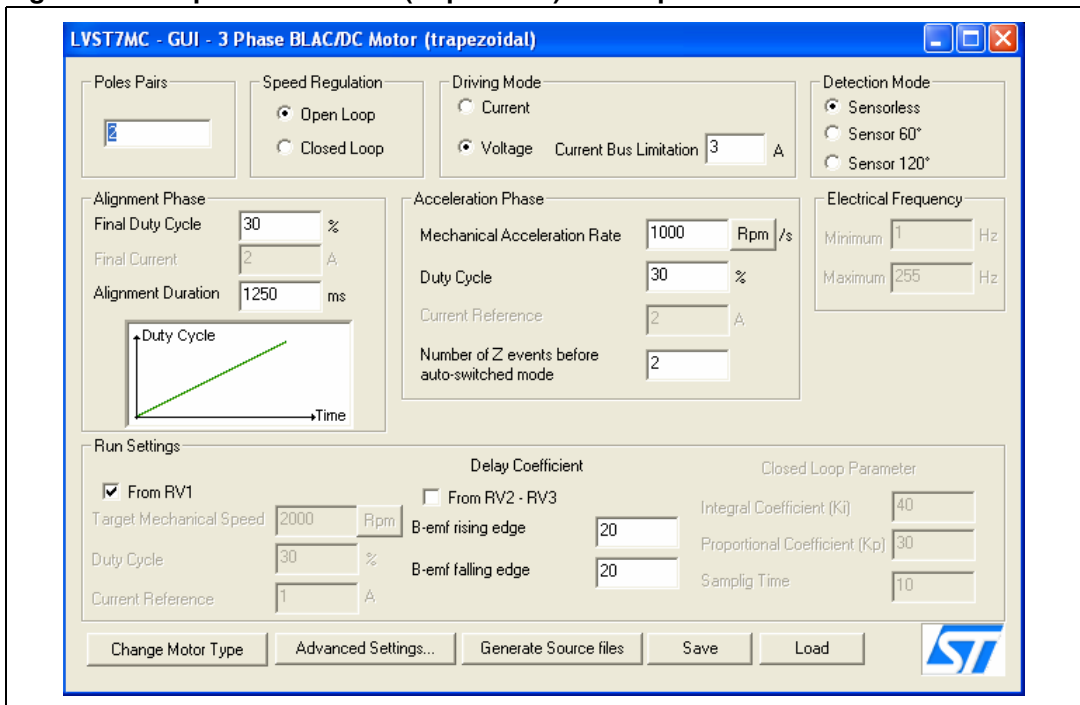 LVST7MC - GUI - 3 Phase BLAC/DC Motor (trapezoidal)
Poles Pairs
2
Speed Regulation
Open Loop
Closed Loop
Driving Mode
Current
Voltage Current Bus Limitation 3 A
Detection Mode
Sensorless
Sensor 60°
Sensor 120°
Alignment Phase
Final Duty Cycle 30 %
Final Current 2 A
Alignment Duration 1250 ms
Duty Cycle
Time
Acceleration Phase
Mechanical Acceleration Rate 1000 Rpm /s
Duty Cycle 30 %
Current Reference 2 A
Number of Z events before
auto-switched mode 2
Electrical Frequency
Minimum 1 Hz
Maximum 255 Hz
Run Settings
From RV1
Target Mechanical Speed 2000 Rpm
Duty Cycle 30 %
Current Reference 1 A
Delay Coefficient
From RV2 - RV3
B-emf rising edge 20
B-emf falling edge 20
Closed Loop Parameter
Integral Coefficient (Ki) 40
Proportional Coefficient (Kp) 30
Samplig Time 10
Change Motor Type Advanced Settings... Generate Source files Save Load
ST